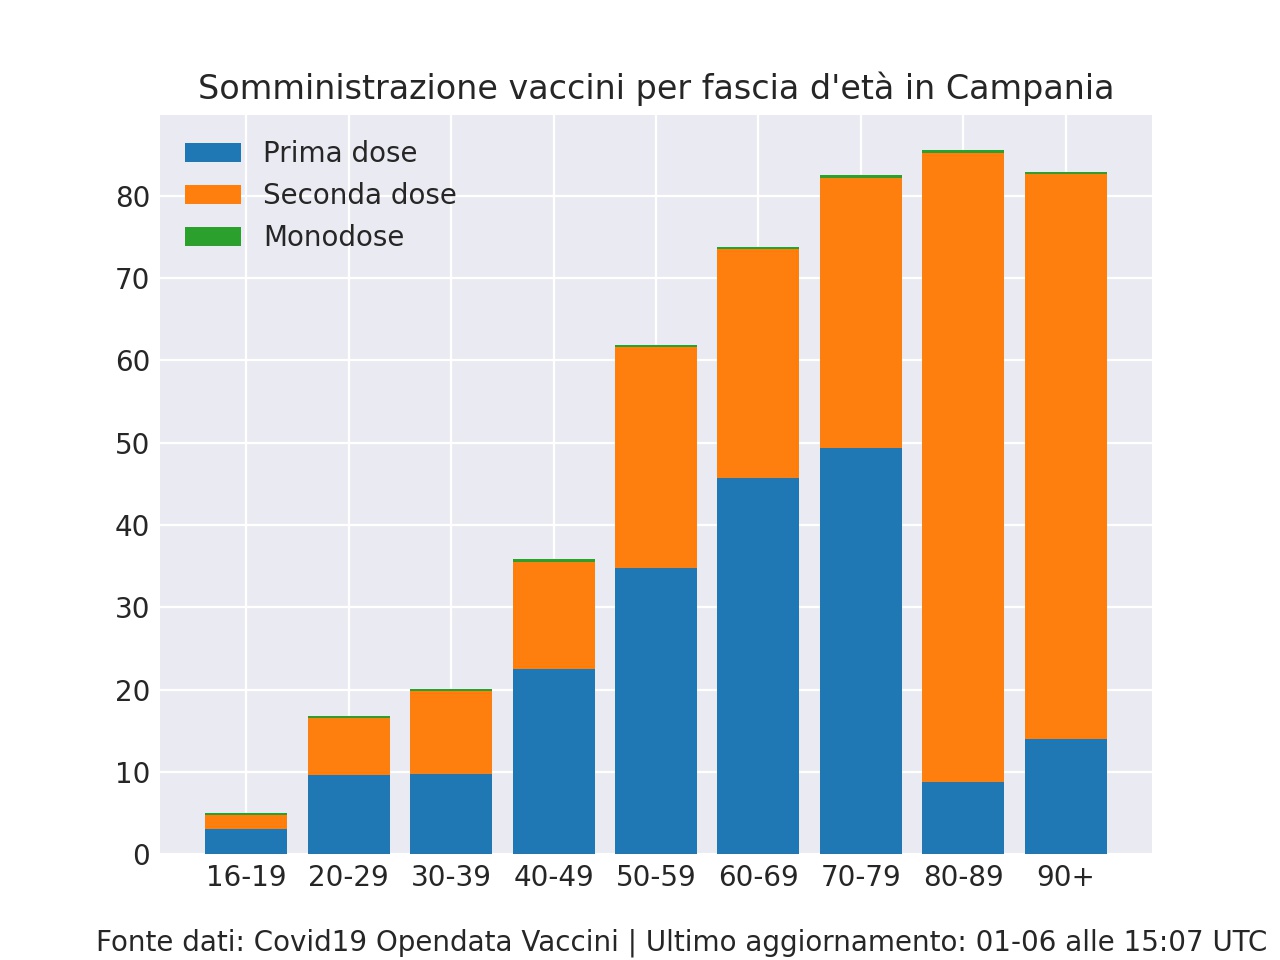 Somministrazione vaccini per fascia d'età in Campania
Prima dose
Seconda dose
Monodose
80
70
60
50
40
30
20
10
0
16-19 20-29 30-39 40-49 50-59 60-69 70-79 80-89 90+
Fonte dati: Covid19 Opendata Vaccini | Ultimo aggiornamento: 01-06 alle 15:07 UTC